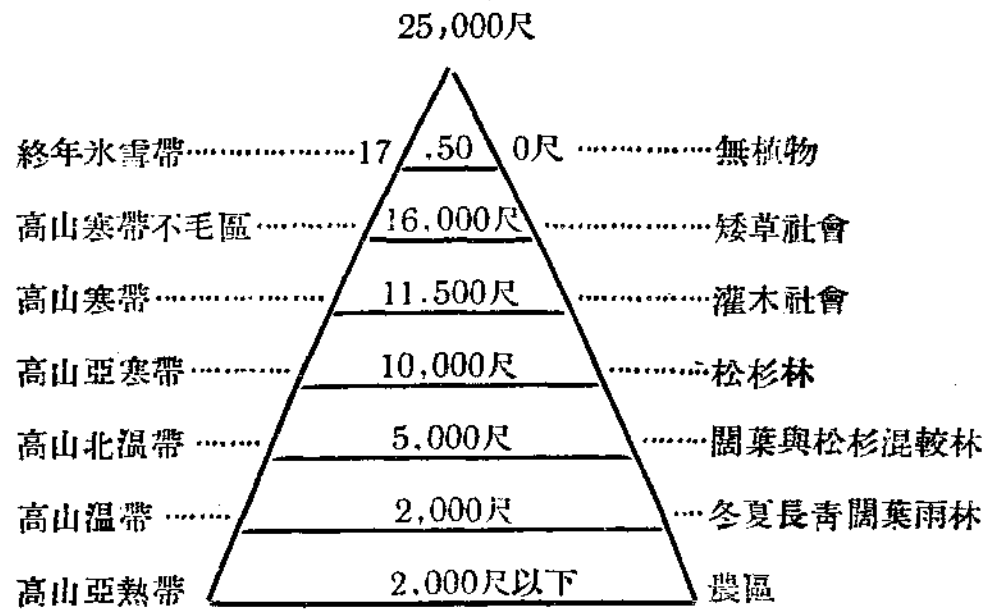 25,000尺
終年氷雪帶……………17 .50 0尺…………無植物
高山寒帶不毛區………16,000尺…………矮草社會
高山寒帶……………11.500尺…………灌木社會
高山亞寒帶………10,000尺………松杉林
高山北温帶……5,000尺……闊葉與松杉混較林
高山温帶……2,000尺…冬夏長青闊葉雨林
高山亞熱帶 2,000尺以下 農區